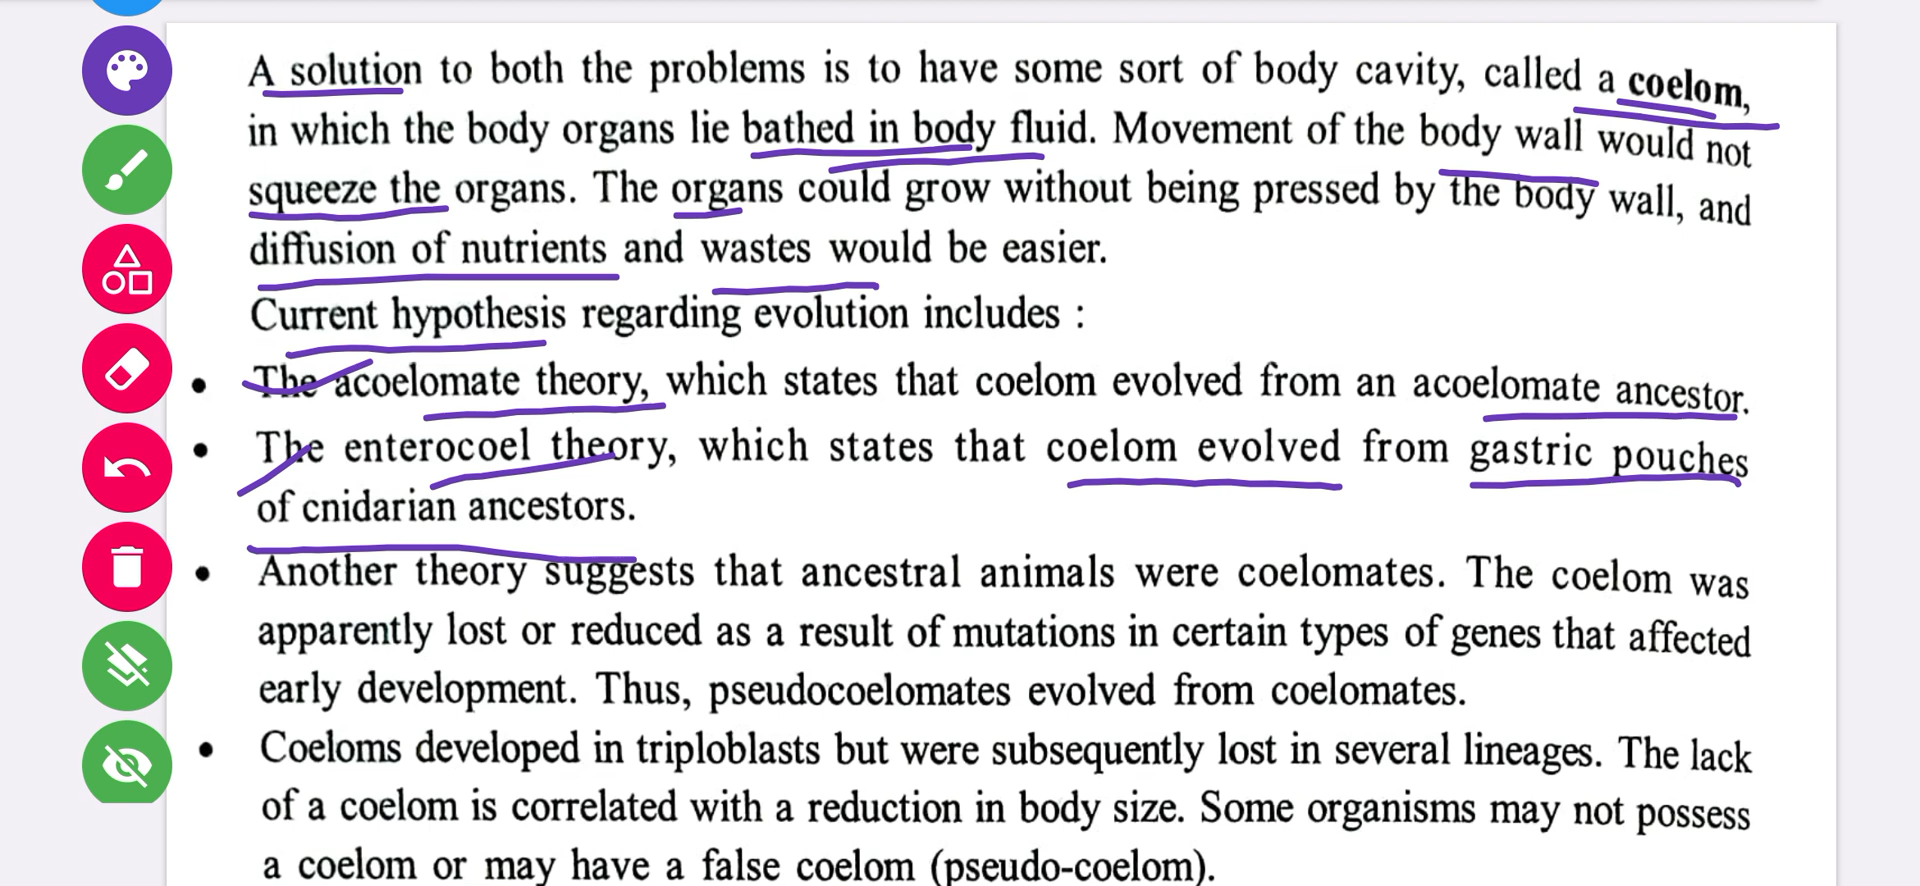 A solution to both the problems is to have some sort of body cavity, called a coelom,
in which the body organs lie bathed in body fluid. Movement of the body wall would not
squeeze the organs. The organs could grow without being pressed by the body wall, and
diffusion of nutrients and wastes would be easier.
Current hypothesis regarding evolution includes :
• The acoelomate theory, which states that coelom evolved from an acoelomate ancestor.
• The enterocoel theory, which states that coelom evolved from gastric pouches
of cnidarian ancestors.
• Another theory suggests that ancestral animals were coelomates. The coelom was
apparently lost or reduced as a result of mutations in certain types of genes that affected
early development. Thus, pseudocoelomates evolved from coelomates.
• Coeloms developed in triploblasts but were subsequently lost in several lineages. The lack
of a coelom is correlated with a reduction in body size. Some organisms may not possess
a coelom or may have a false coelom (pseudo-coelom).